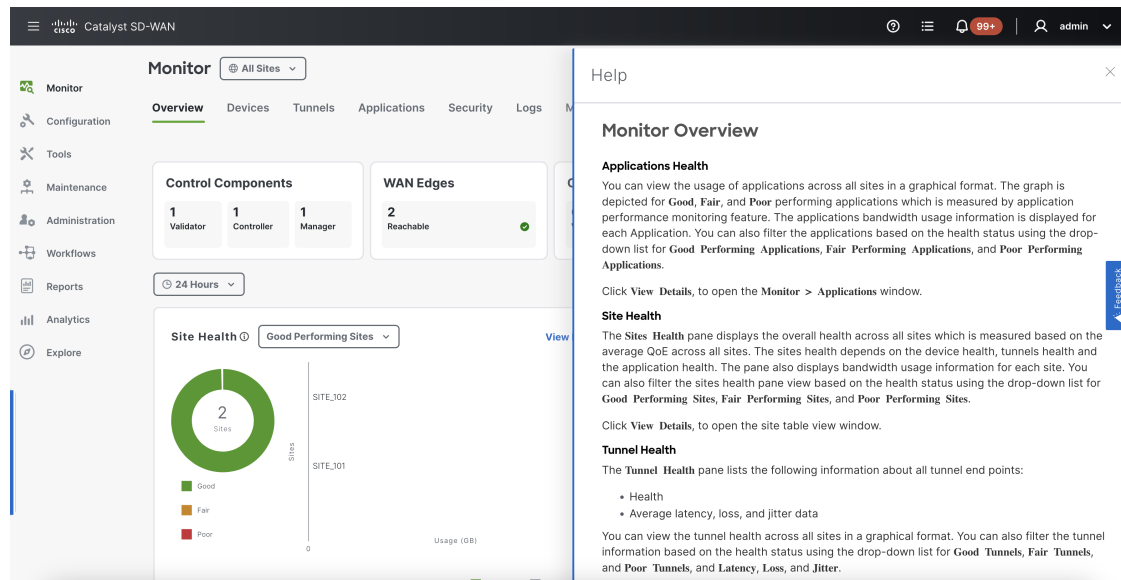 cisco Catalyst SD-WAN
99+
admin
Monitor
Configuration
Tools
Maintenance
Administration
Workflows
Reports
Analytics
Explore
Monitor All Sites
Overview Devices Tunnels Applications Security Logs
Control Components
1 1 1
Validator Controller Manager
WAN Edges
2
Reachable
24 Hours
Site Health Good Performing Sites View
2
Sites
Good
Fair
Poor
Sites
SITE_102
SITE_101
0
Usage (GB)
Help
Monitor Overview
Applications Health
You can view the usage of applications across all sites in a graphical format. The graph is
depicted for Good, Fair, and Poor performing applications which is measured by application
performance monitoring feature. The applications bandwidth usage information is displayed for
each Application. You can also filter the applications based on the health status using the drop-
down list for Good Performing Applications, Fair Performing Applications, and Poor Performing
Applications.
Click View Details, to open the Monitor > Applications window.
Site Health
The Sites Health pane displays the overall health across all sites which is measured based on the
average QoE across all sites. The sites health depends on the device health, tunnels health and
the application health. The pane also displays bandwidth usage information for each site. You
can also filter the sites health pane view based on the health status using the drop-down list for
Good Performing Sites, Fair Performing Sites, and Poor Performing Sites.
Click View Details, to open the site table view window.
Tunnel Health
The Tunnel Health pane lists the following information about all tunnel end points:
• Health
• Average latency, loss, and jitter data
You can view the tunnel health across all sites in a graphical format. You can also filter the tunnel
information based on the health status using the drop-down list for Good Tunnels, Fair Tunnels,
and Poor Tunnels, and Latency, Loss, and Jitter.
Feedback